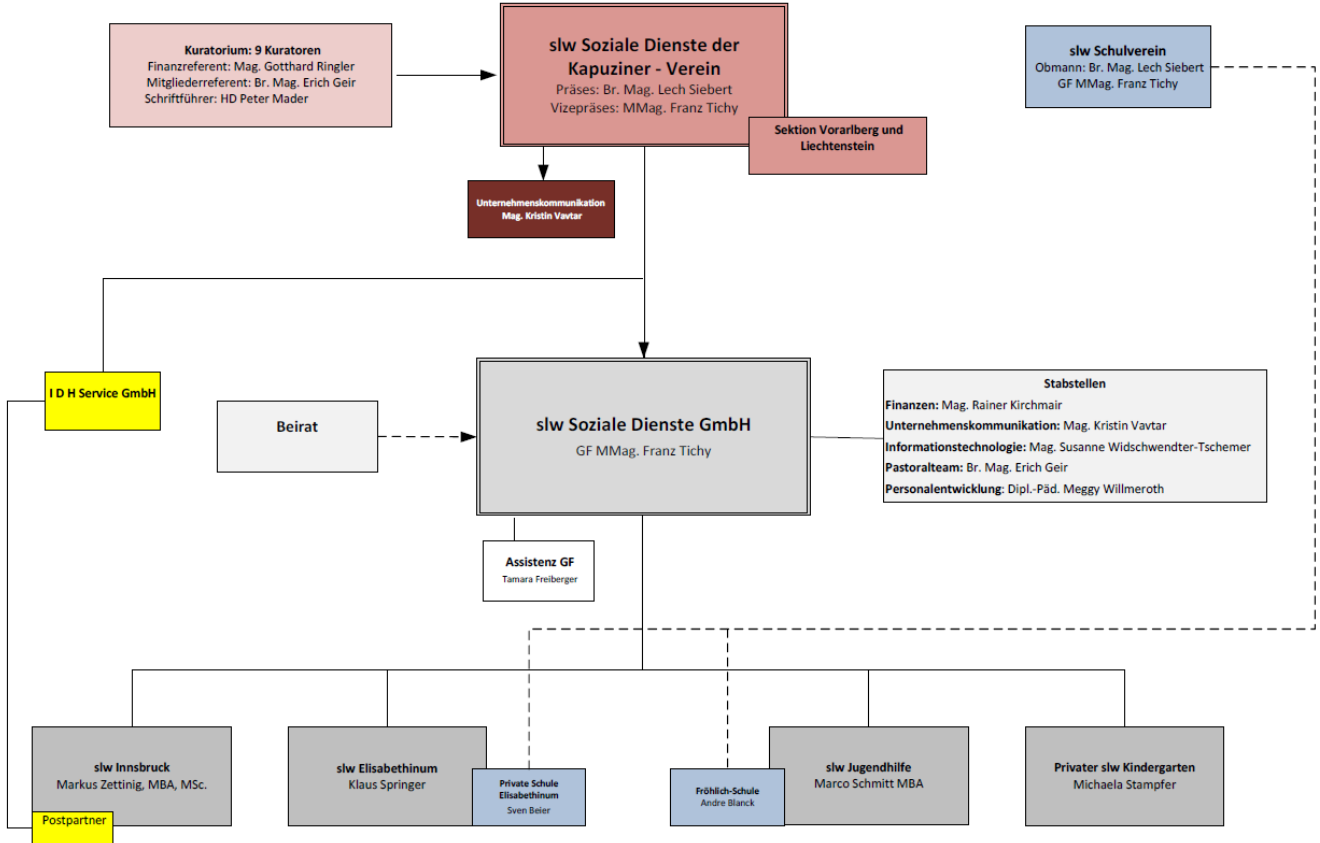 Kuratorium: 9 Kuratoren
Finanzreferent: Mag. Gotthard Ringler
Mitgliederreferent: Br. Mag. Erich Geir
Schriftführer: HD Peter Mader
slw Soziale Dienste der
Kapuziner - Verein
Präses: Br. Mag. Lech Siebert
Vizepräses: MMag. Franz Tichy
slw Schulverein
Obmann: Br. Mag. Lech Siebert
GF MMag. Franz Tichy
Sektion Vorarlberg und
Liechtenstein
Unternehmenskommunikation
Mag. Kristin Vavtar
I D H Service GmbH
Beirat
slw Soziale Dienste GmbH
GF MMag. Franz Tichy
Stabstellen
Finanzen: Mag. Rainer Kirchmair
Unternehmenskommunikation: Mag. Kristin Vavtar
Informationstechnologie: Mag. Susanne Widschwendter-Tschemer
Pastoralteam: Br. Mag. Erich Geir
Personalentwicklung: Dipl.-Päd. Meggy Willmeroth
Assistenz GF
Tamara Freiberger
slw Innsbruck
Markus Zettinig, MBA, MSc.
Postpartner
slw Elisabethinum
Klaus Springer
Private Schule
Elisabethinum
Sven Beier
Fröhlich-Schule
Andre Blanck
slw Jugendhilfe
Marco Schmitt MBA
Privater slw Kindergarten
Michaela Stampfer